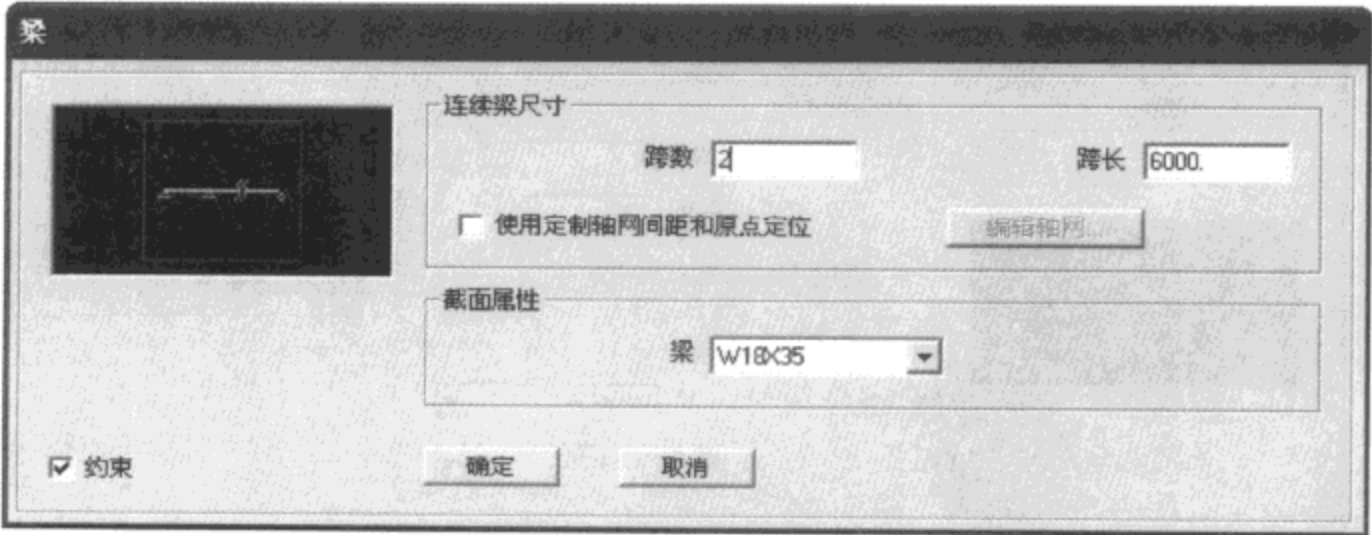 梁
连续梁尺寸
跨数 2 跨长 6000.
使用定制轴网间距和原点定位 编辑轴网...
截面属性
梁 W18X35
约束 确定 取消